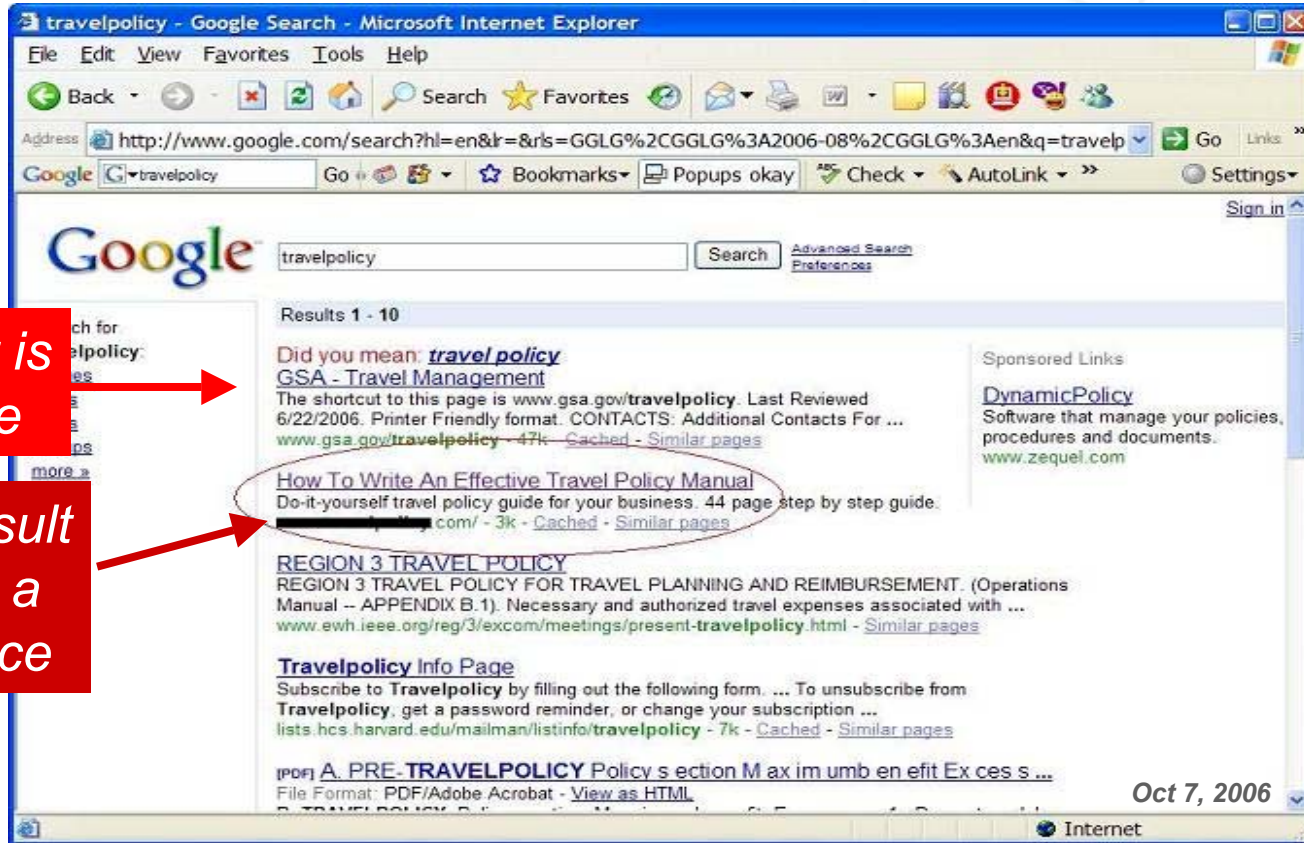 travelpolicy - Google Search - Microsoft Internet Explorer
File Edit View Favorites Tools Help
Back Search Favorites
Address http://www.google.com/search?hl=en&lr=&rls=GGLG%2CGGLG%3A2006-08%2CGGLG%3Aen&q=travelp Go Links »
Google G travelpolicy Go Bookmarks Popups okay Check AutoLink » Settings
Sign in
Google travelpolicy Search Advanced Search
Preferences
Results 1 - 10
ch for
elpolicy:
es
s
s
ps
more »
is
e
sult
a
ce
Did you mean: travel policy
GSA - Travel Management
The shortcut to this page is www.gsa.gov/travelpolicy. Last Reviewed
6/22/2006. Printer Friendly format. CONTACTS: Additional Contacts For ...
www.gsa.gov/travelpolicy - 47k - Cached - Similar pages
How To Write An Effective Travel Policy Manual
Do-it-yourself travel policy guide for your business. 44 page step by step guide.
com/ - 3k - Cached - Similar pages
REGION 3 TRAVEL POLICY
REGION 3 TRAVEL POLICY FOR TRAVEL PLANNING AND REIMBURSEMENT. (Operations
Manual -- APPENDIX B.1). Necessary and authorized travel expenses associated with ...
www.ewh.ieee.org/reg/3/excom/meetings/present-travelpolicy.html - Similar pages
Travelpolicy Info Page
Subscribe to Travelpolicy by filling out the following form. ... To unsubscribe from
Travelpolicy, get a password reminder, or change your subscription ...
lists.hcs.harvard.edu/mailman/listinfo/travelpolicy - 7k - Cached - Similar pages
[PDF] A. PRE-TRAVELPOLICY Policy s ection M ax im umb en efit Ex ces s ...
File Format: PDF/Adobe Acrobat - View as HTML
Sponsored Links
DynamicPolicy
Software that manage your policies,
procedures and documents.
www.zequel.com
Oct 7, 2006
Internet